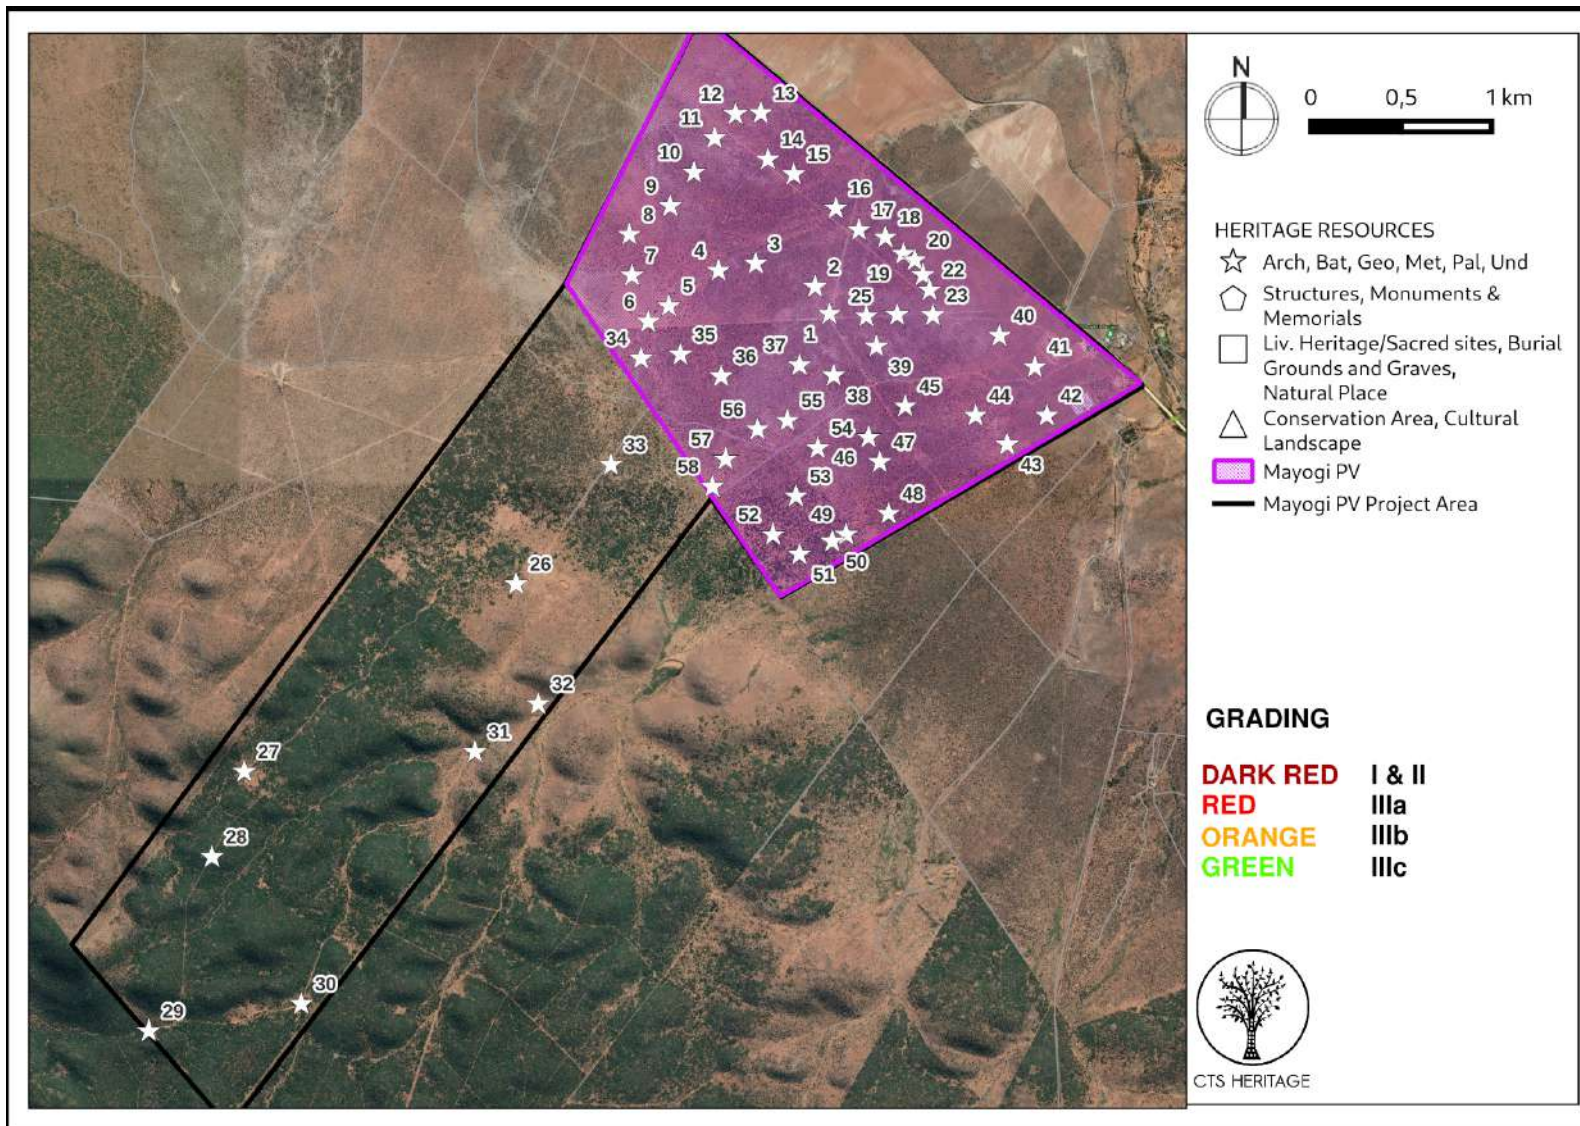 12
13
11
14
15
10
9
16
8
17
18
20
3
4
7
2
19
22
5
25
23
6
40
34
35
37
1
41
36
39
45
44
42
38
55
56
54
47
57
46
43
33
58
53
48
52
49
50
51
26
32
31
27
28
30
29
N
0 0,5 1 km
HERITAGE RESOURCES
Arch, Bat, Geo, Met, Pal, Und
Structures, Monuments &
Memorials
Liv. Heritage/Sacred sites, Burial
Grounds and Graves,
Natural Place
Conservation Area, Cultural
Landscape
Mayogi PV
Mayogi PV Project Area
GRADING
DARK RED I & II
RED IIIa
ORANGE IIIb
GREEN IIIc
CTS HERITAGE